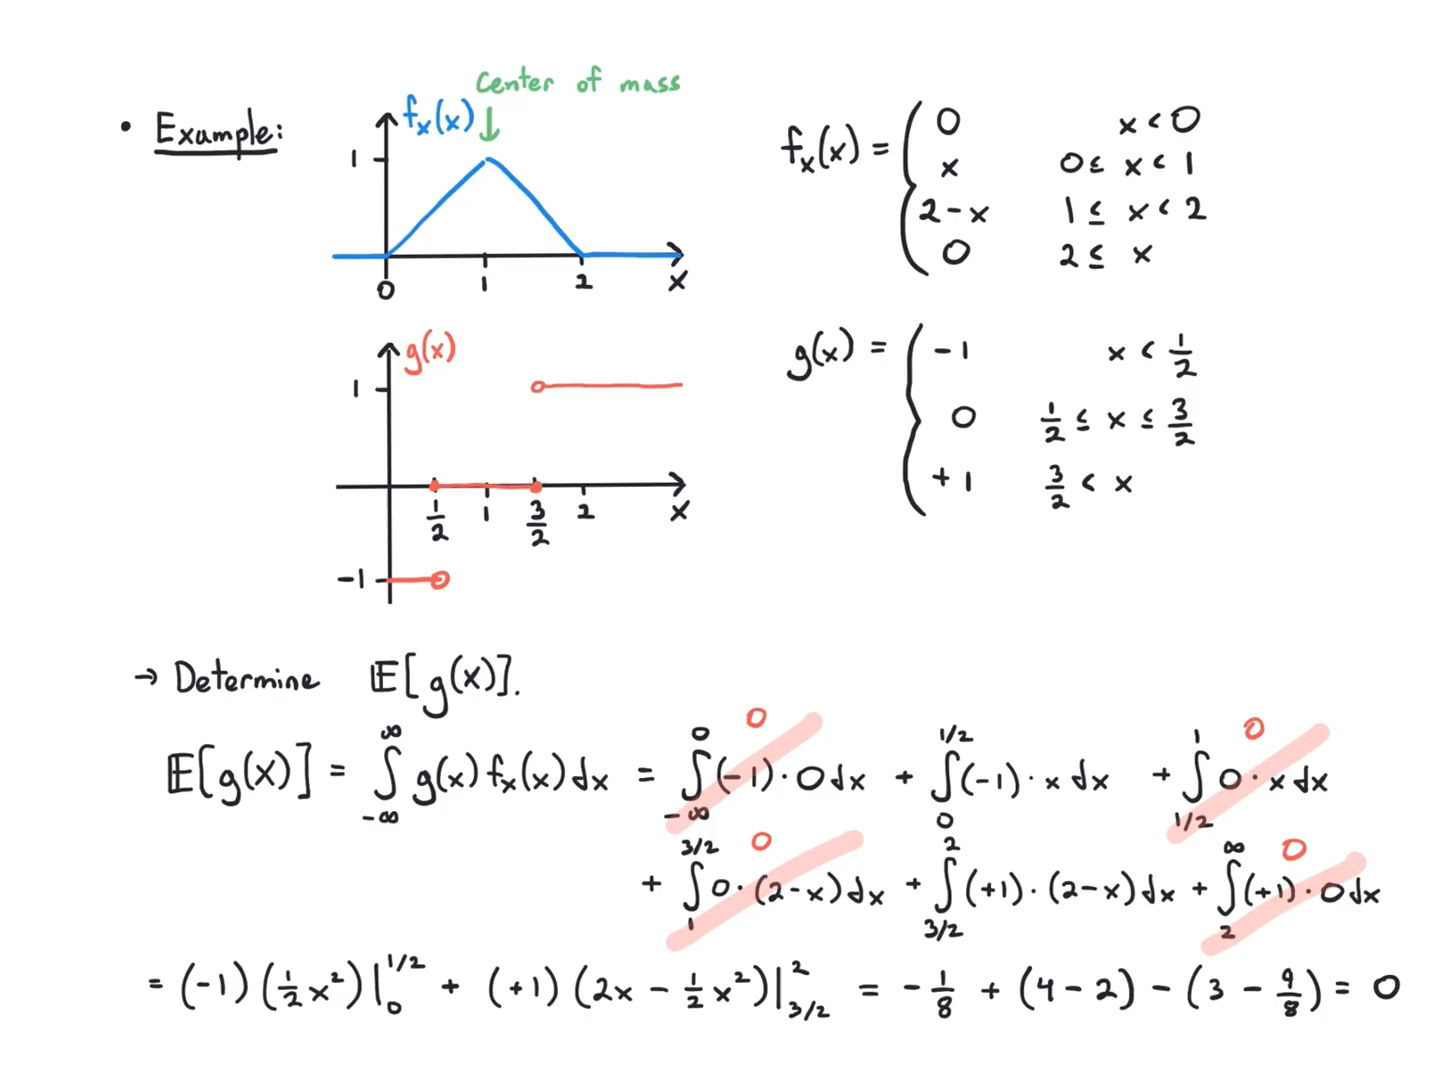 Center of mass
• Example:
fₓ(x)
1
0 1 2 x
fₓ(x) = { 0 x < 0
x 0 ≤ x < 1
2 - x 1 ≤ x < 2
0 2 ≤ x
g(x)
1
1/2 1 3/2 2 x
-1
g(x) = { -1 x < 1/2
0 1/2 ≤ x ≤ 3/2
+1 3/2 < x
→ Determine 𝔼[g(X)].
𝔼[g(X)] = ∫_{-∞}^{∞} g(x) fₓ(x) dx = ∫_{-∞}^{0} (-1) · 0 dx 0 + ∫_{0}^{1/2} (-1) · x dx + ∫_{1/2}^{1} 0 · x dx 0
+ ∫_{1}^{3/2} 0 · (2-x) dx 0 + ∫_{3/2}^{2} (+1) · (2-x) dx + ∫_{2}^{∞} (+1) · 0 dx 0
= (-1)(1/2 x²)|_{0}^{1/2} + (+1)(2x - 1/2 x²)|_{3/2}^{2} = -1/8 + (4-2) - (3 - 9/8) = 0